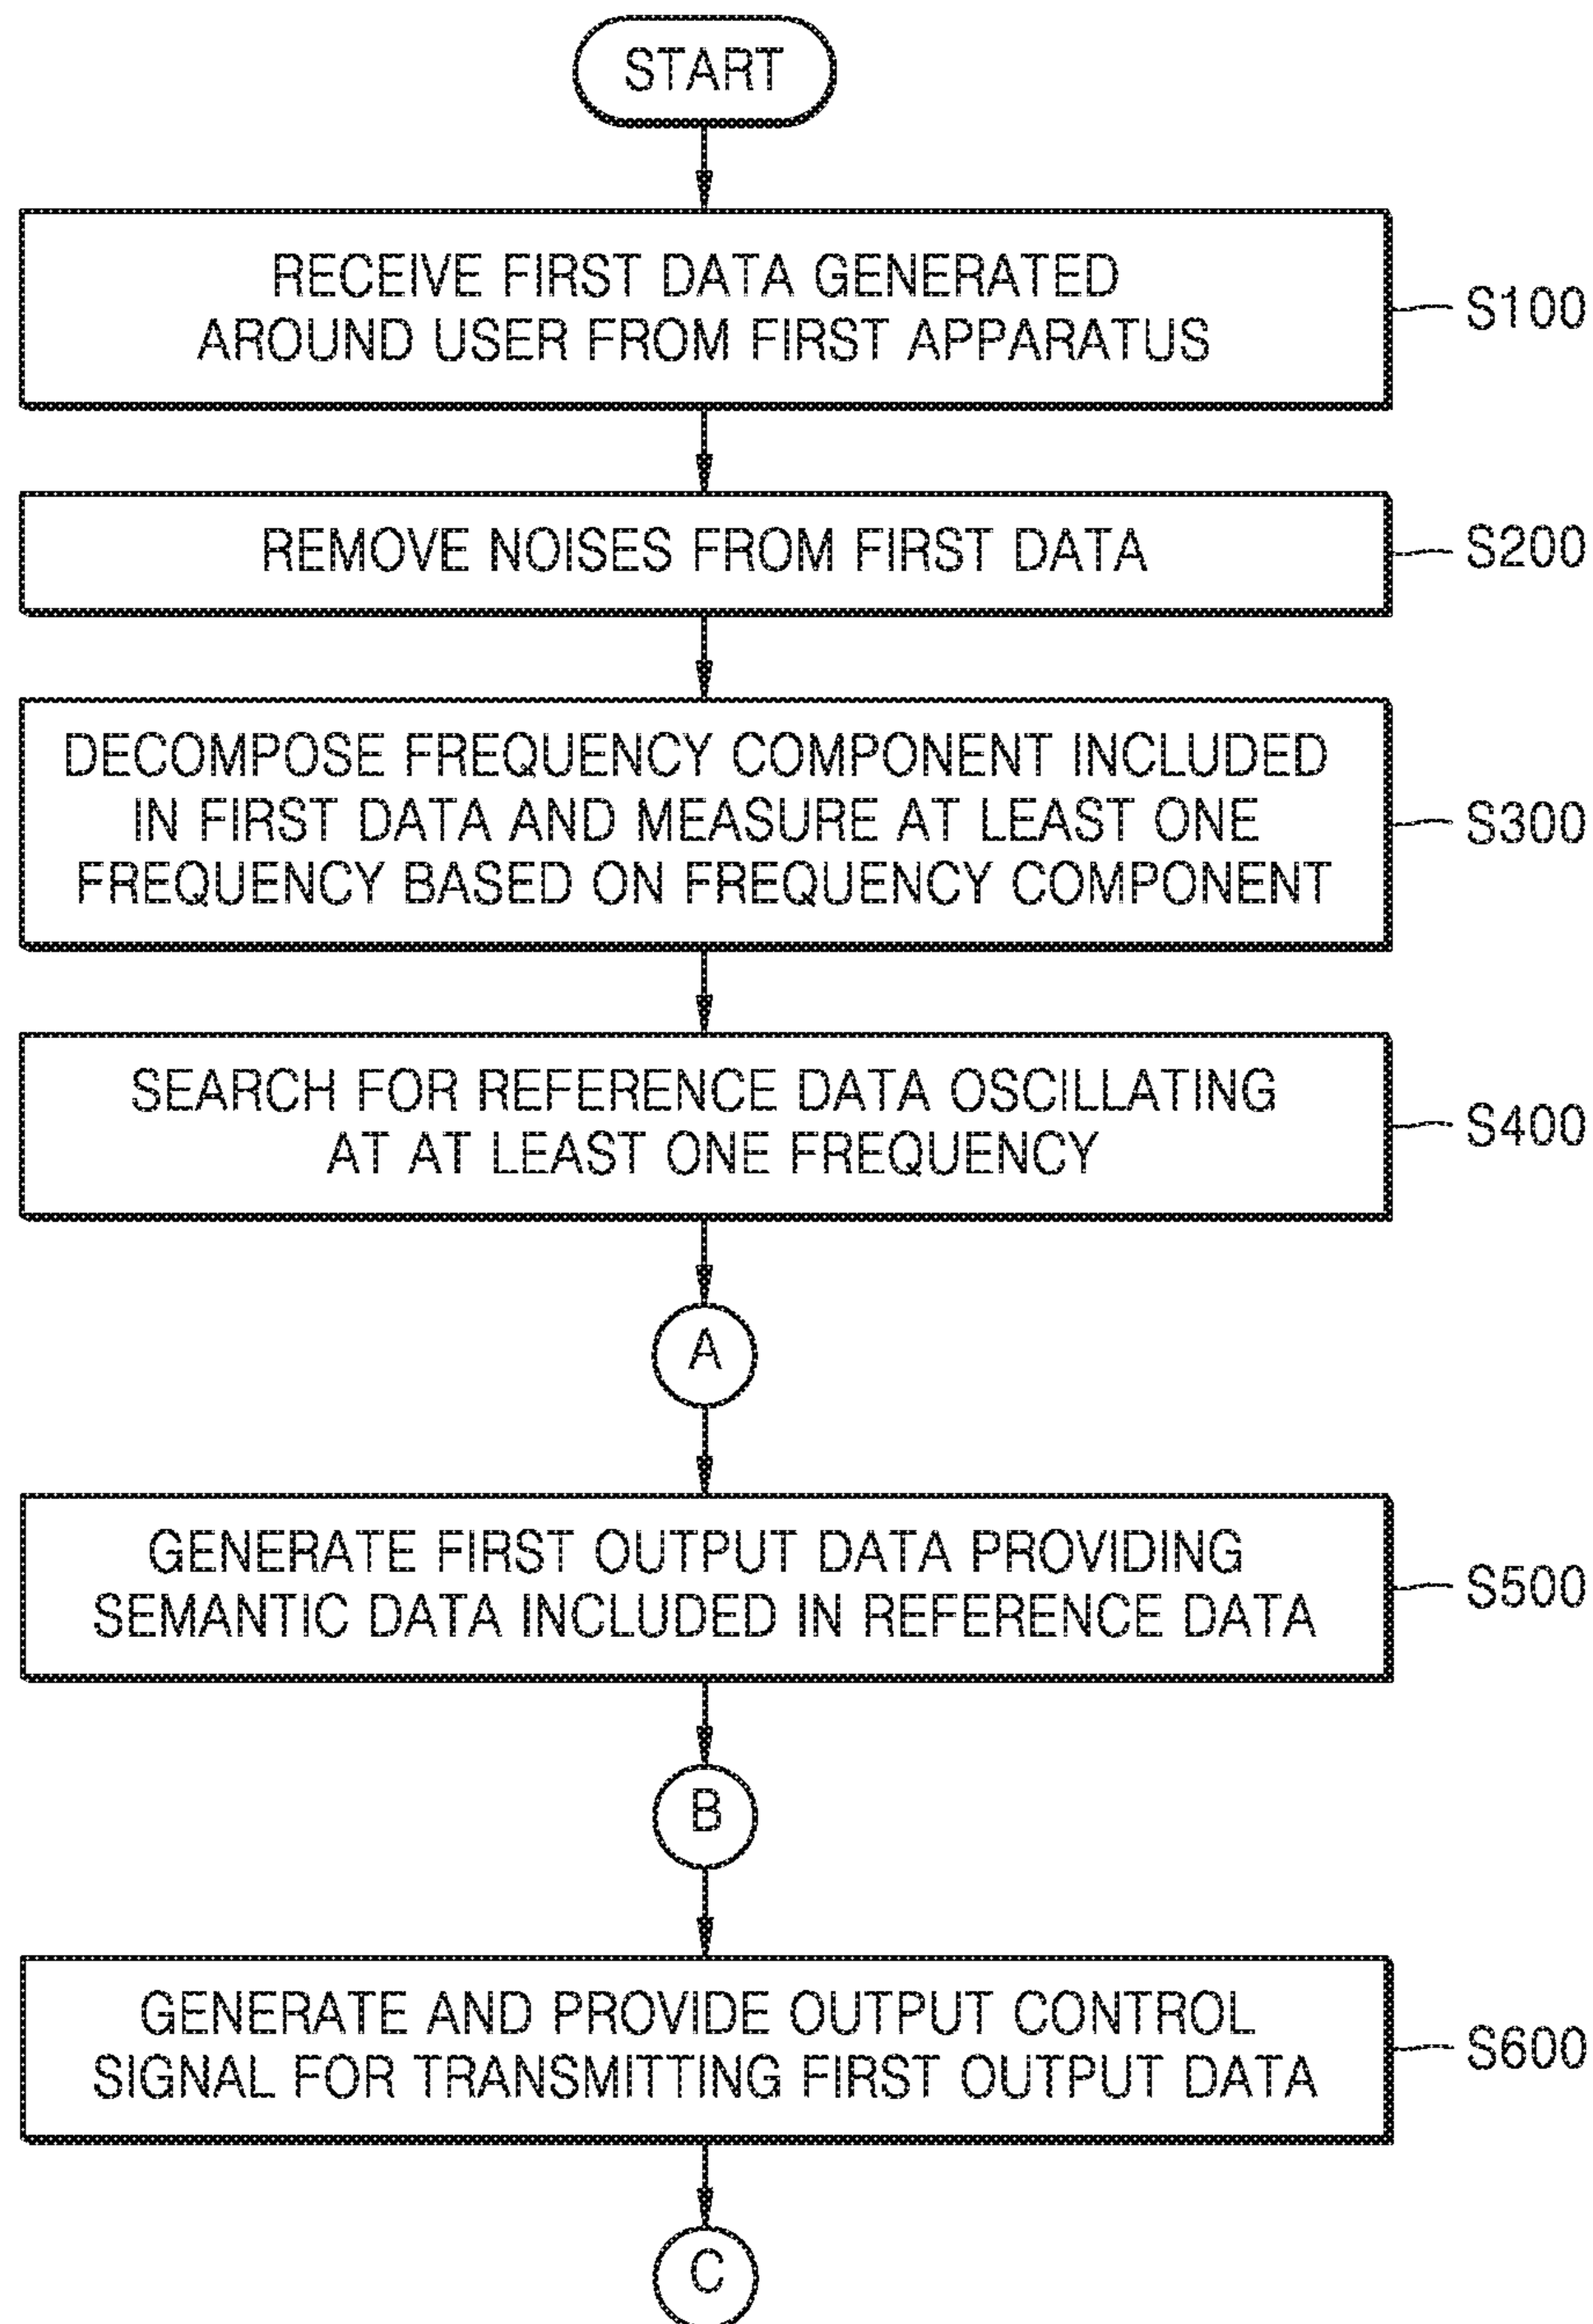 START
RECEIVE FIRST DATA GENERATED
AROUND USER FROM FIRST APPARATUS
S100
REMOVE NOISES FROM FIRST DATA
S200
DECOMPOSE FREQUENCY COMPONENT INCLUDED
IN FIRST DATA AND MEASURE AT LEAST ONE
FREQUENCY BASED ON FREQUENCY COMPONENT
S300
SEARCH FOR REFERENCE DATA OSCILLATING
AT AT LEAST ONE FREQUENCY
S400
A
GENERATE FIRST OUTPUT DATA PROVIDING
SEMANTIC DATA INCLUDED IN REFERENCE DATA
S500
B
GENERATE AND PROVIDE OUTPUT CONTROL
SIGNAL FOR TRANSMITTING FIRST OUTPUT DATA
S600
C